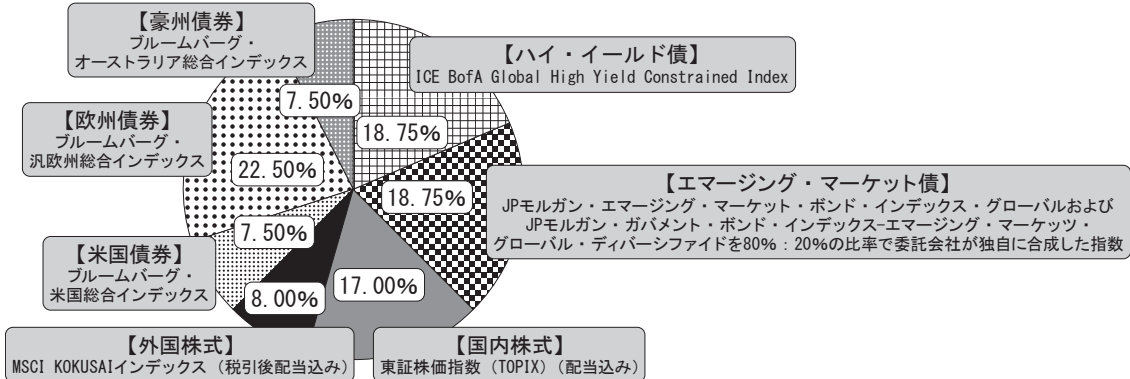 【豪州債券】
ブルームバーグ・
オーストラリア総合インデックス
7.50%
【ハイ・イールド債】
ICE BofA Global High Yield Constrained Index
18.75%
【欧州債券】
ブルームバーグ・
汎欧州総合インデックス
22.50%
【エマージング・マーケット債】
JPモルガン・エマージング・マーケット・ボンド・インデックス・グローバルおよび
JPモルガン・ガバメント・ボンド・インデックス-エマージング・マーケッツ・
グローバル・ディバーシファイドを80%：20%の比率で委託会社が独自に合成した指数
18.75%
【米国債券】
ブルームバーグ・
米国総合インデックス
7.50%
8.00%
17.00%
【外国株式】
MSCI KOKUSAIインデックス（税引後配当込み）
【国内株式】
東証株価指数（TOPIX）（配当込み）